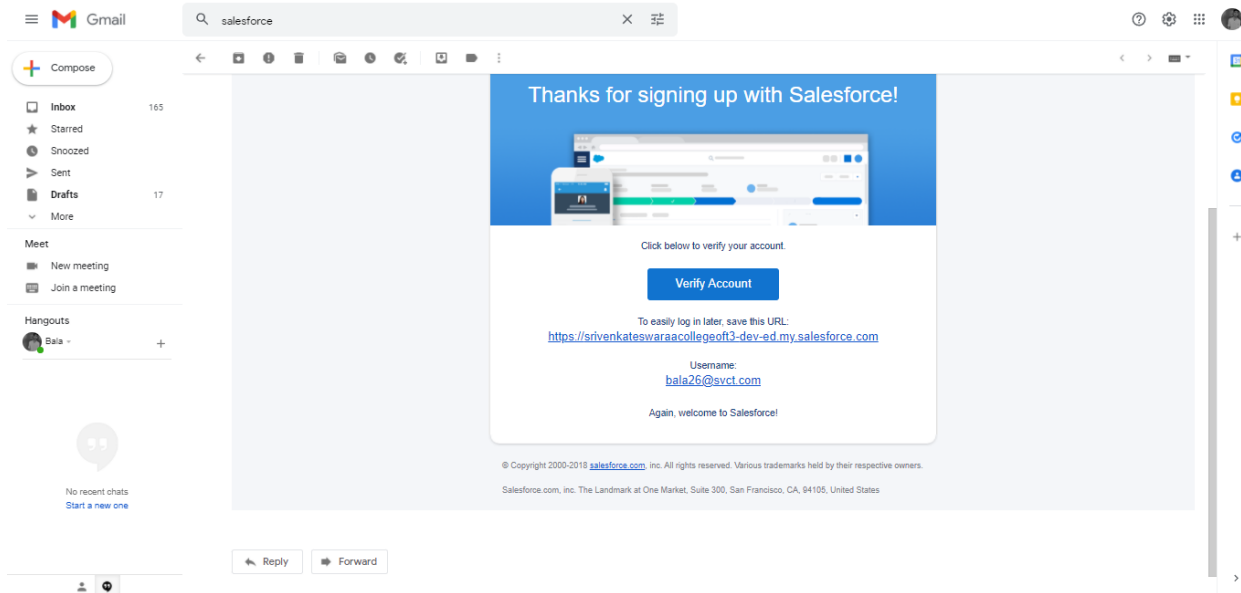 Gmail
salesforce
Compose
Inbox 165
Starred
Snoozed
Sent
Drafts 17
More
Meet
New meeting
Join a meeting
Hangouts
Bala
No recent chats
Start a new one
Thanks for signing up with Salesforce!
Click below to verify your account.
Verify Account
To easily log in later, save this URL:
https://srivenkateswaraacollegeoft3-dev-ed.my.salesforce.com
Username:
bala26@svct.com
Again, welcome to Salesforce!
© Copyright 2000-2018 salesforce.com, inc. All rights reserved. Various trademarks held by their respective owners.
Salesforce.com, inc. The Landmark at One Market, Suite 300, San Francisco, CA, 94105, United States
Reply
Forward